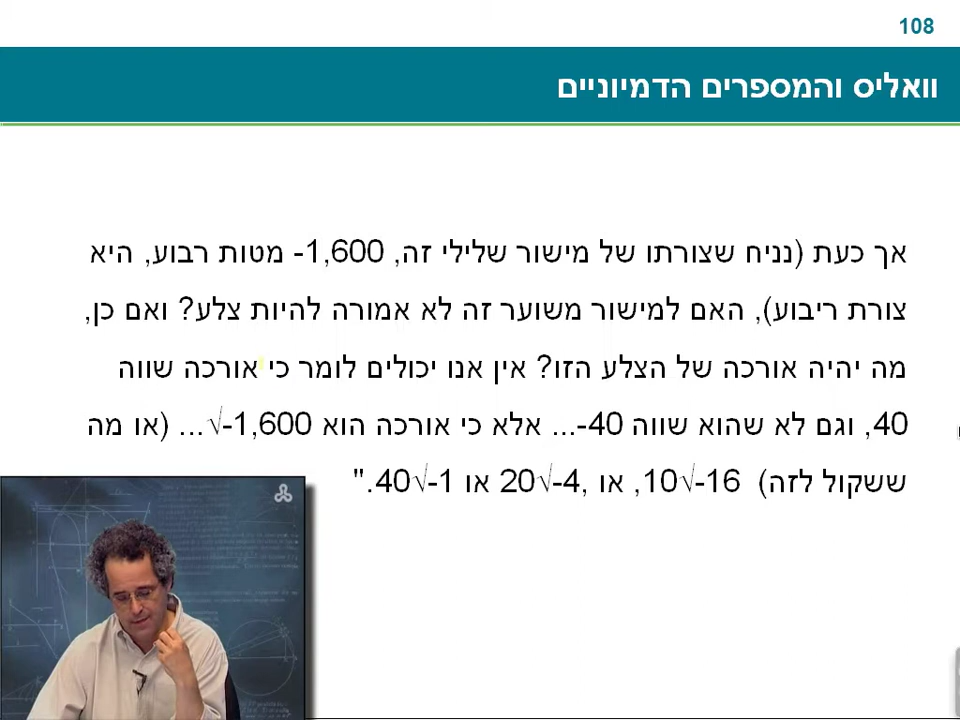 108
וואליס והמספרים הדמיוניים
אך כעת (נניח שצורתו של מישור שלילי זה, 1,600- מטות רבוע, היא
צורת ריבוע), האם למישור משוער זה לא אמורה להיות צלע? ואם כן,
מה יהיה אורכה של הצלע הזו? אין אנו יכולים לומר כי אורכה שווה
40, וגם לא שהוא שווה 40-... אלא כי אורכה הוא 1,600-√... (או מה
ששקול לזה) 10√-16, או ,20√-4 או 40√-1."